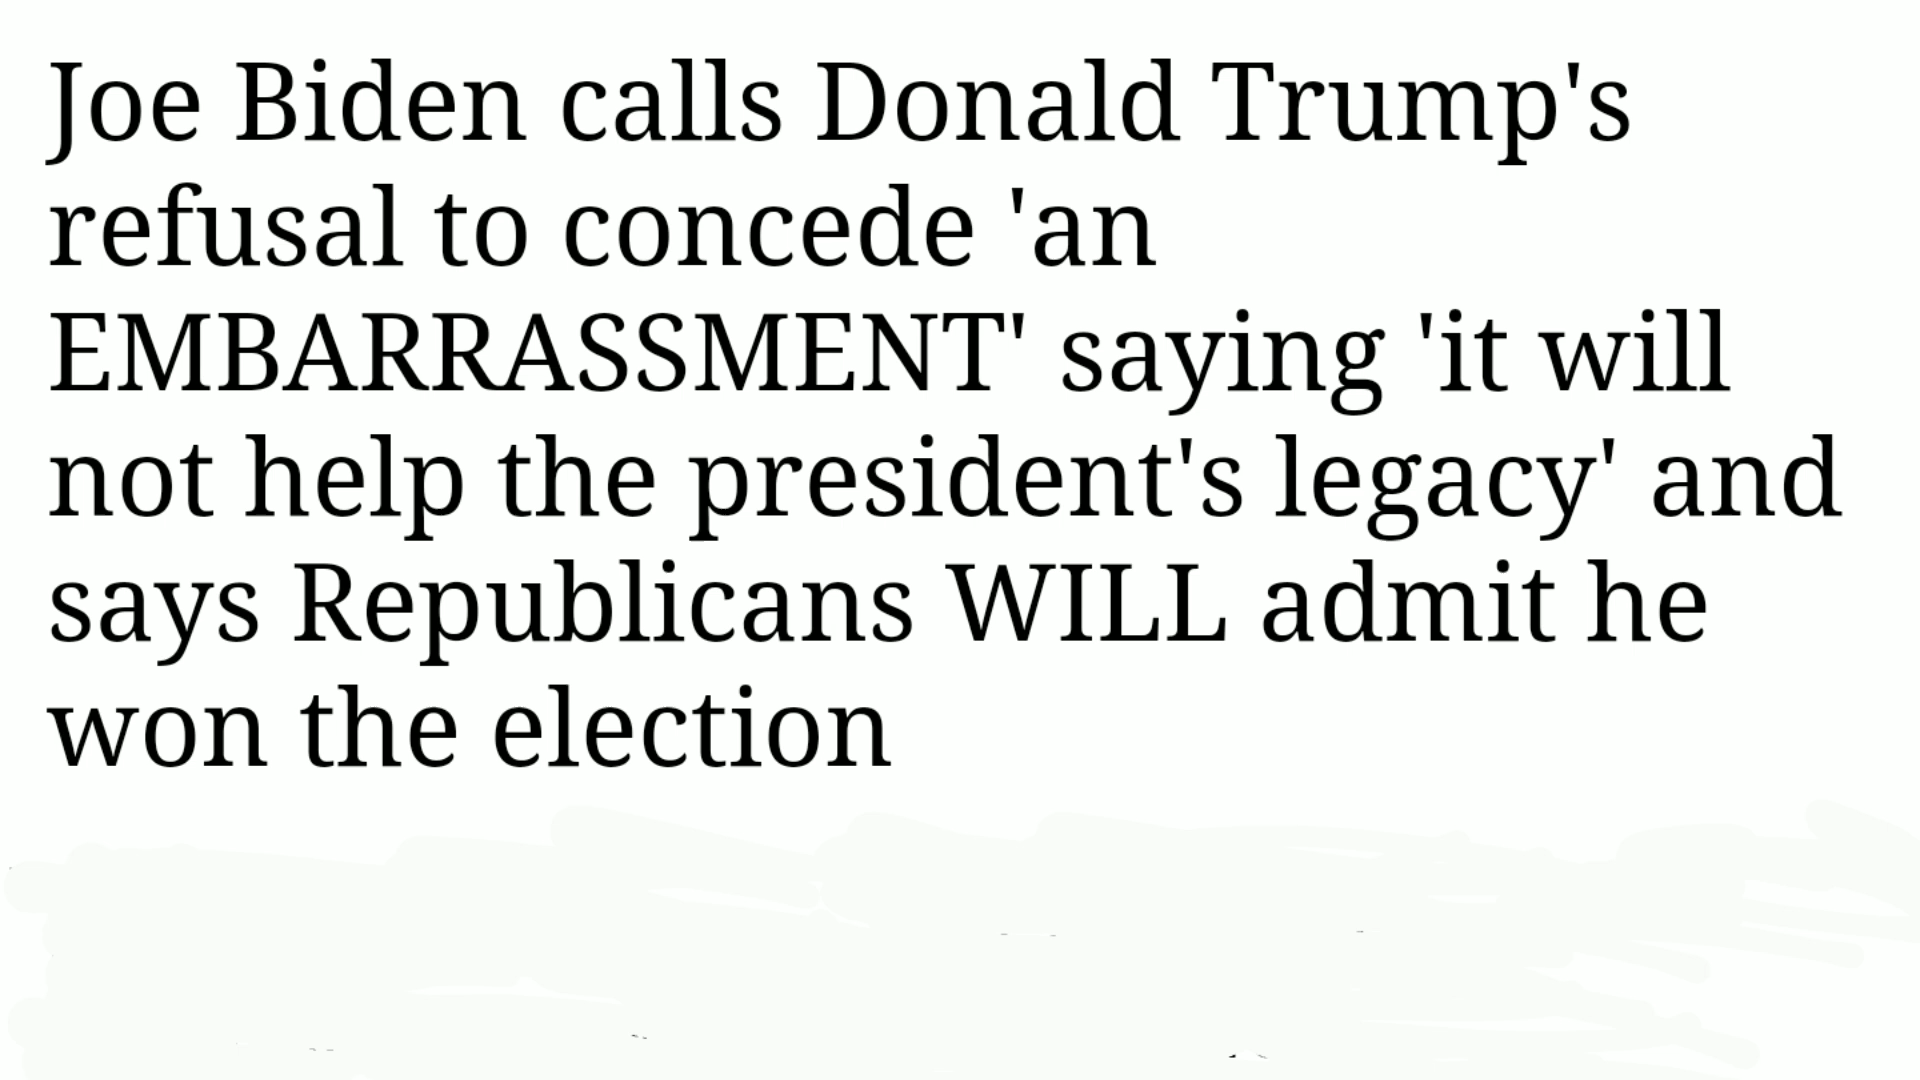 Joe Biden calls Donald Trump's
refusal to concede 'an
EMBARRASSMENT' saying 'it will
not help the president's legacy' and
says Republicans WILL admit he
won the election